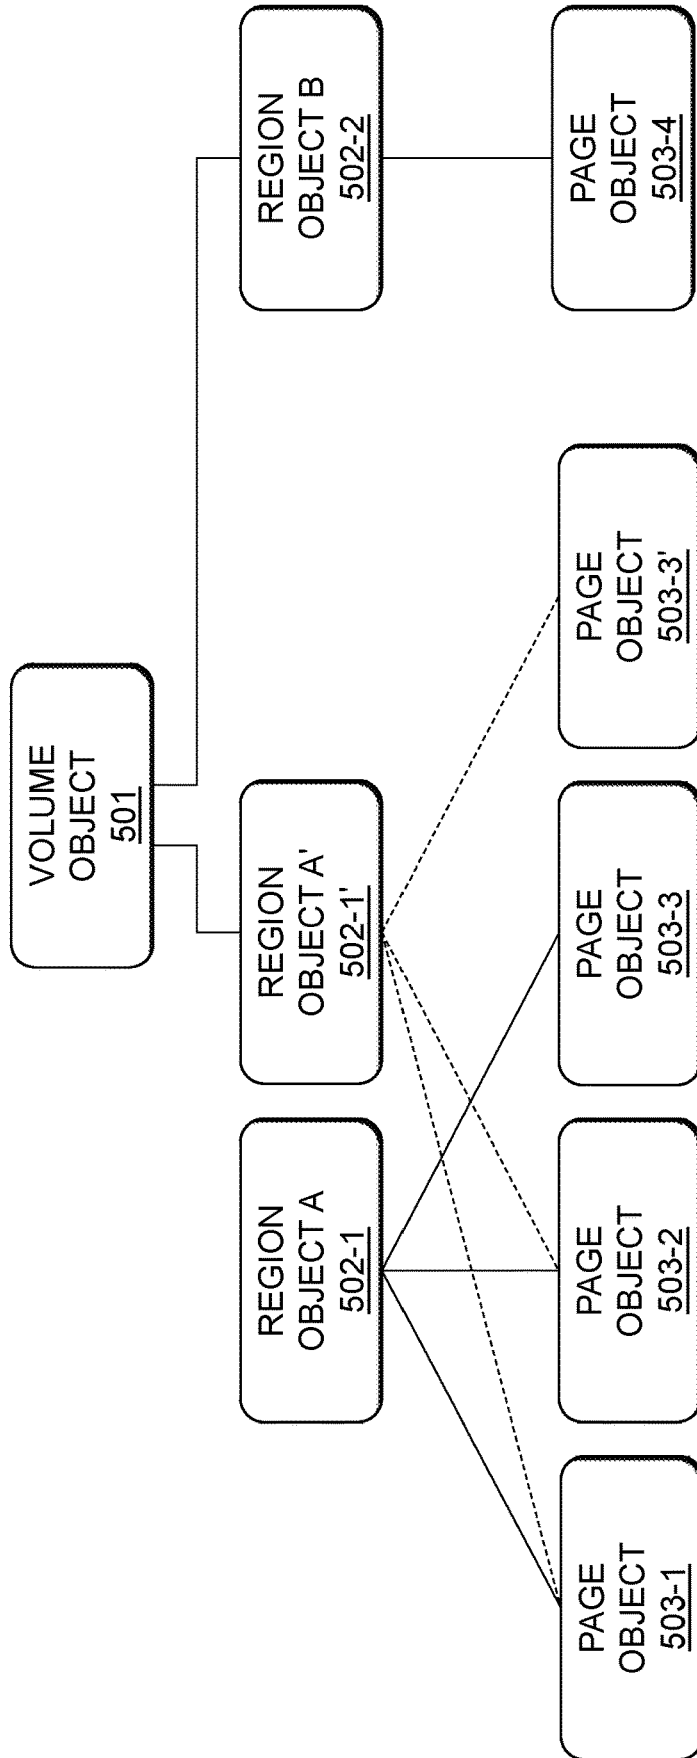 VOLUME
OBJECT
501
REGION
OBJECT A
502-1
REGION
OBJECT A'
502-1'
REGION
OBJECT B
502-2
PAGE
OBJECT
503-1
PAGE
OBJECT
503-2
PAGE
OBJECT
503-3
PAGE
OBJECT
503-3'
PAGE
OBJECT
503-4